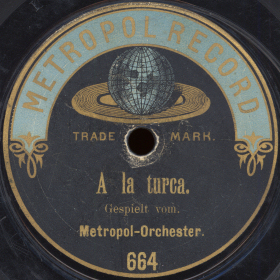 METROPOL RECORD
TRADE MARK.
A la turca.
Gespielt vom.
Metropol-Orchester.
664